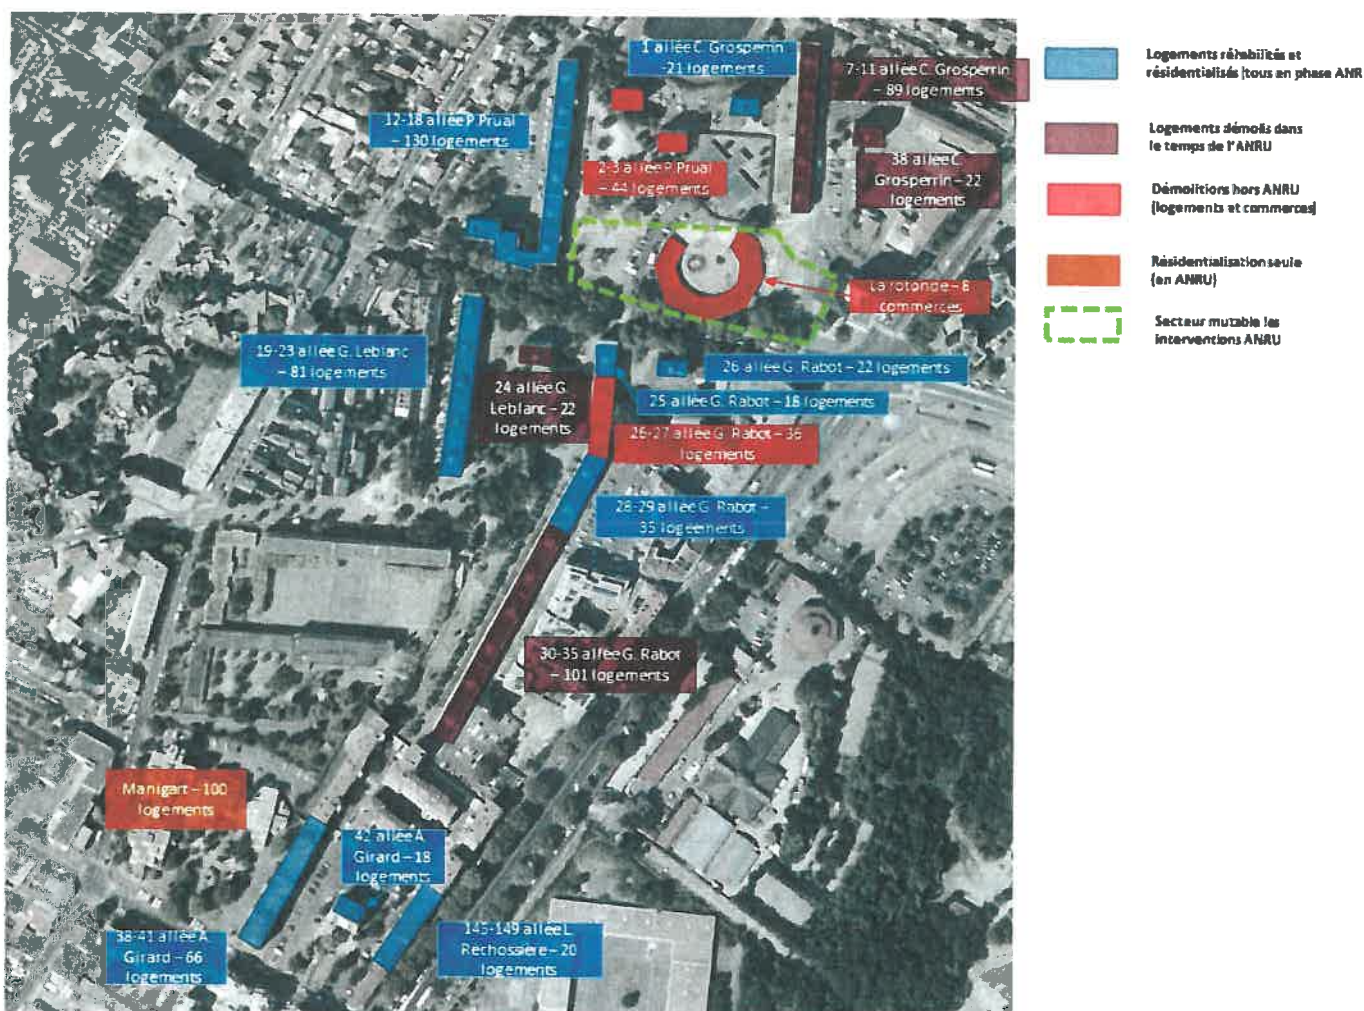 1 allée C. Grosperrin
-21 logements
7-11 allée C. Grosperrin
– 89 logements
12-18 allée P. Prual
– 130 logements
2-3 allée P. Prual
– 44 logements
38 allée C.
Grosperrin – 22
logements
La rotonde – 8
commerces
19-23 allée G. Leblanc
– 81 logements
24 allée G.
Leblanc – 22
logements
26 allée G. Rabot – 22 logements
25 allée G. Rabot – 18 logements
26-27 allée G. Rabot – 36
logements
28-29 allée G. Rabot –
35 logéements
30-35 allée G. Rabot
– 101 logements
Manigart – 100
logements
42 allée A.
Girard – 18
logements
38-41 allée A.
Girard – 66
logements
145-149 allée L.
Rechossière – 20
logements
Logements réhabilités et
résidentialisés (tous en phase ANR
Logements démolis dans
le temps de l'ANRU
Démolitions hors ANRU
(logements et commerces)
Résidentialisation seule
(en ANRU)
Secteur mutable les
interventions ANRU